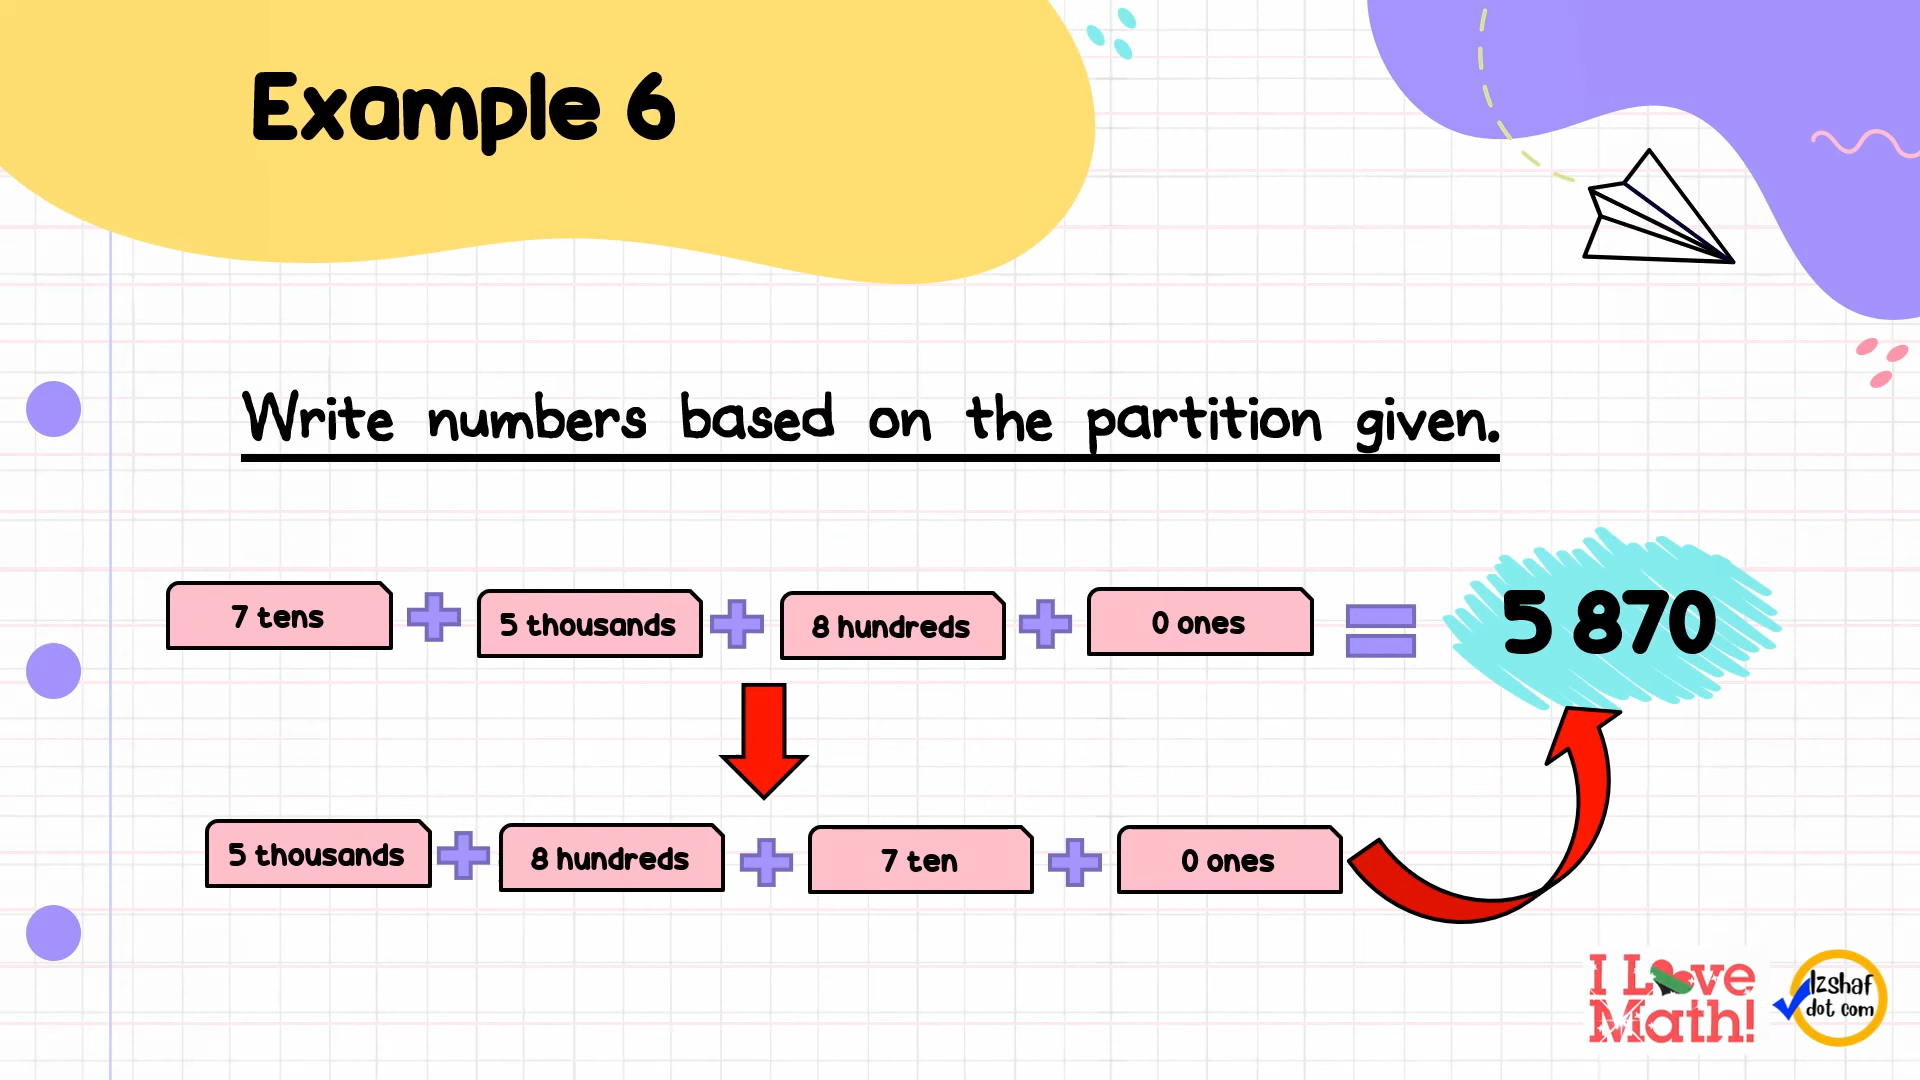 Example 6
Write numbers based on the partition given.
7 tens + 5 thousands + 8 hundreds + 0 ones = 5 870
5 thousands + 8 hundreds + 7 ten + 0 ones
I Love
Math!
Izshaf
dot com